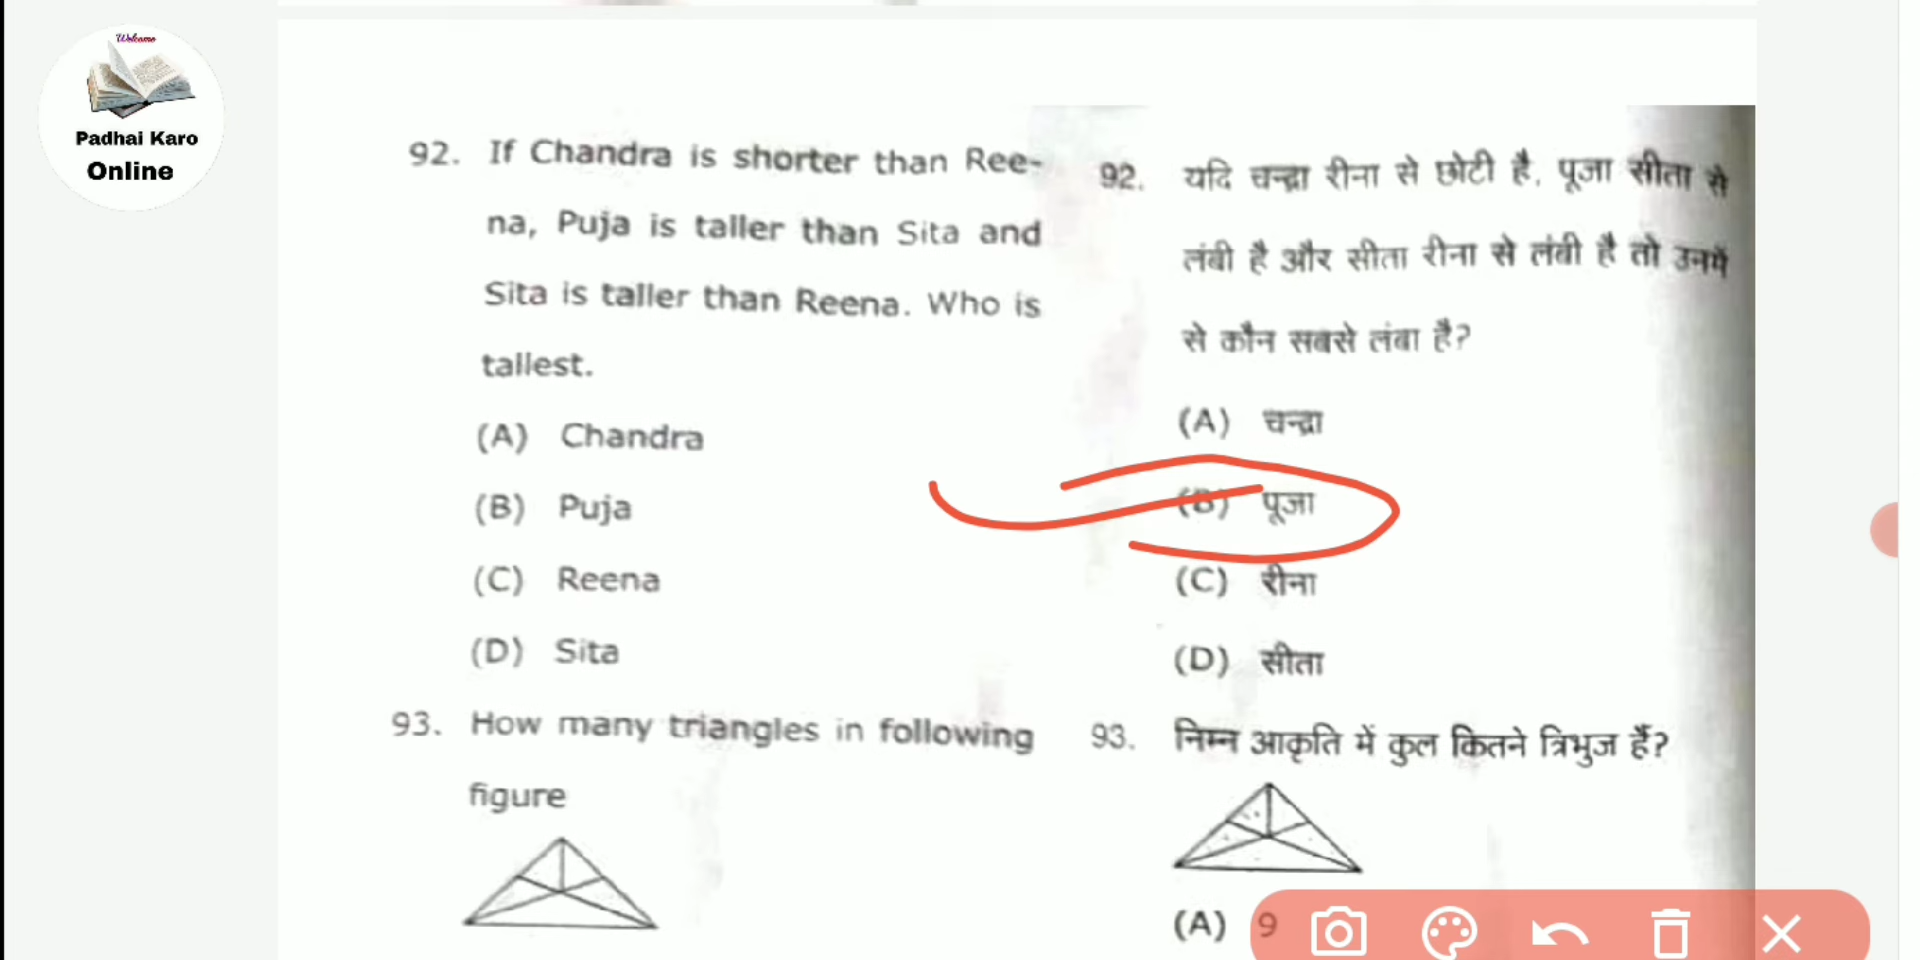 Welcome
Padhai Karo
Online
92. If Chandra is shorter than Ree-
na, Puja is taller than Sita and
Sita is taller than Reena. Who is
tallest.
(A) Chandra
(B) Puja
(C) Reena
(D) Sita
93. How many triangles in following
figure
92. यदि चन्द्रा रीना से छोटी है, पूजा सीता से
लंबी है और सीता रीना से लंबी है तो उनमें
से कौन सबसे लंबा है?
(A) चन्द्रा
(B) पूजा
(C) रीना
(D) सीता
93. निम्न आकृति में कुल कितने त्रिभुज हैं?
(A) 9